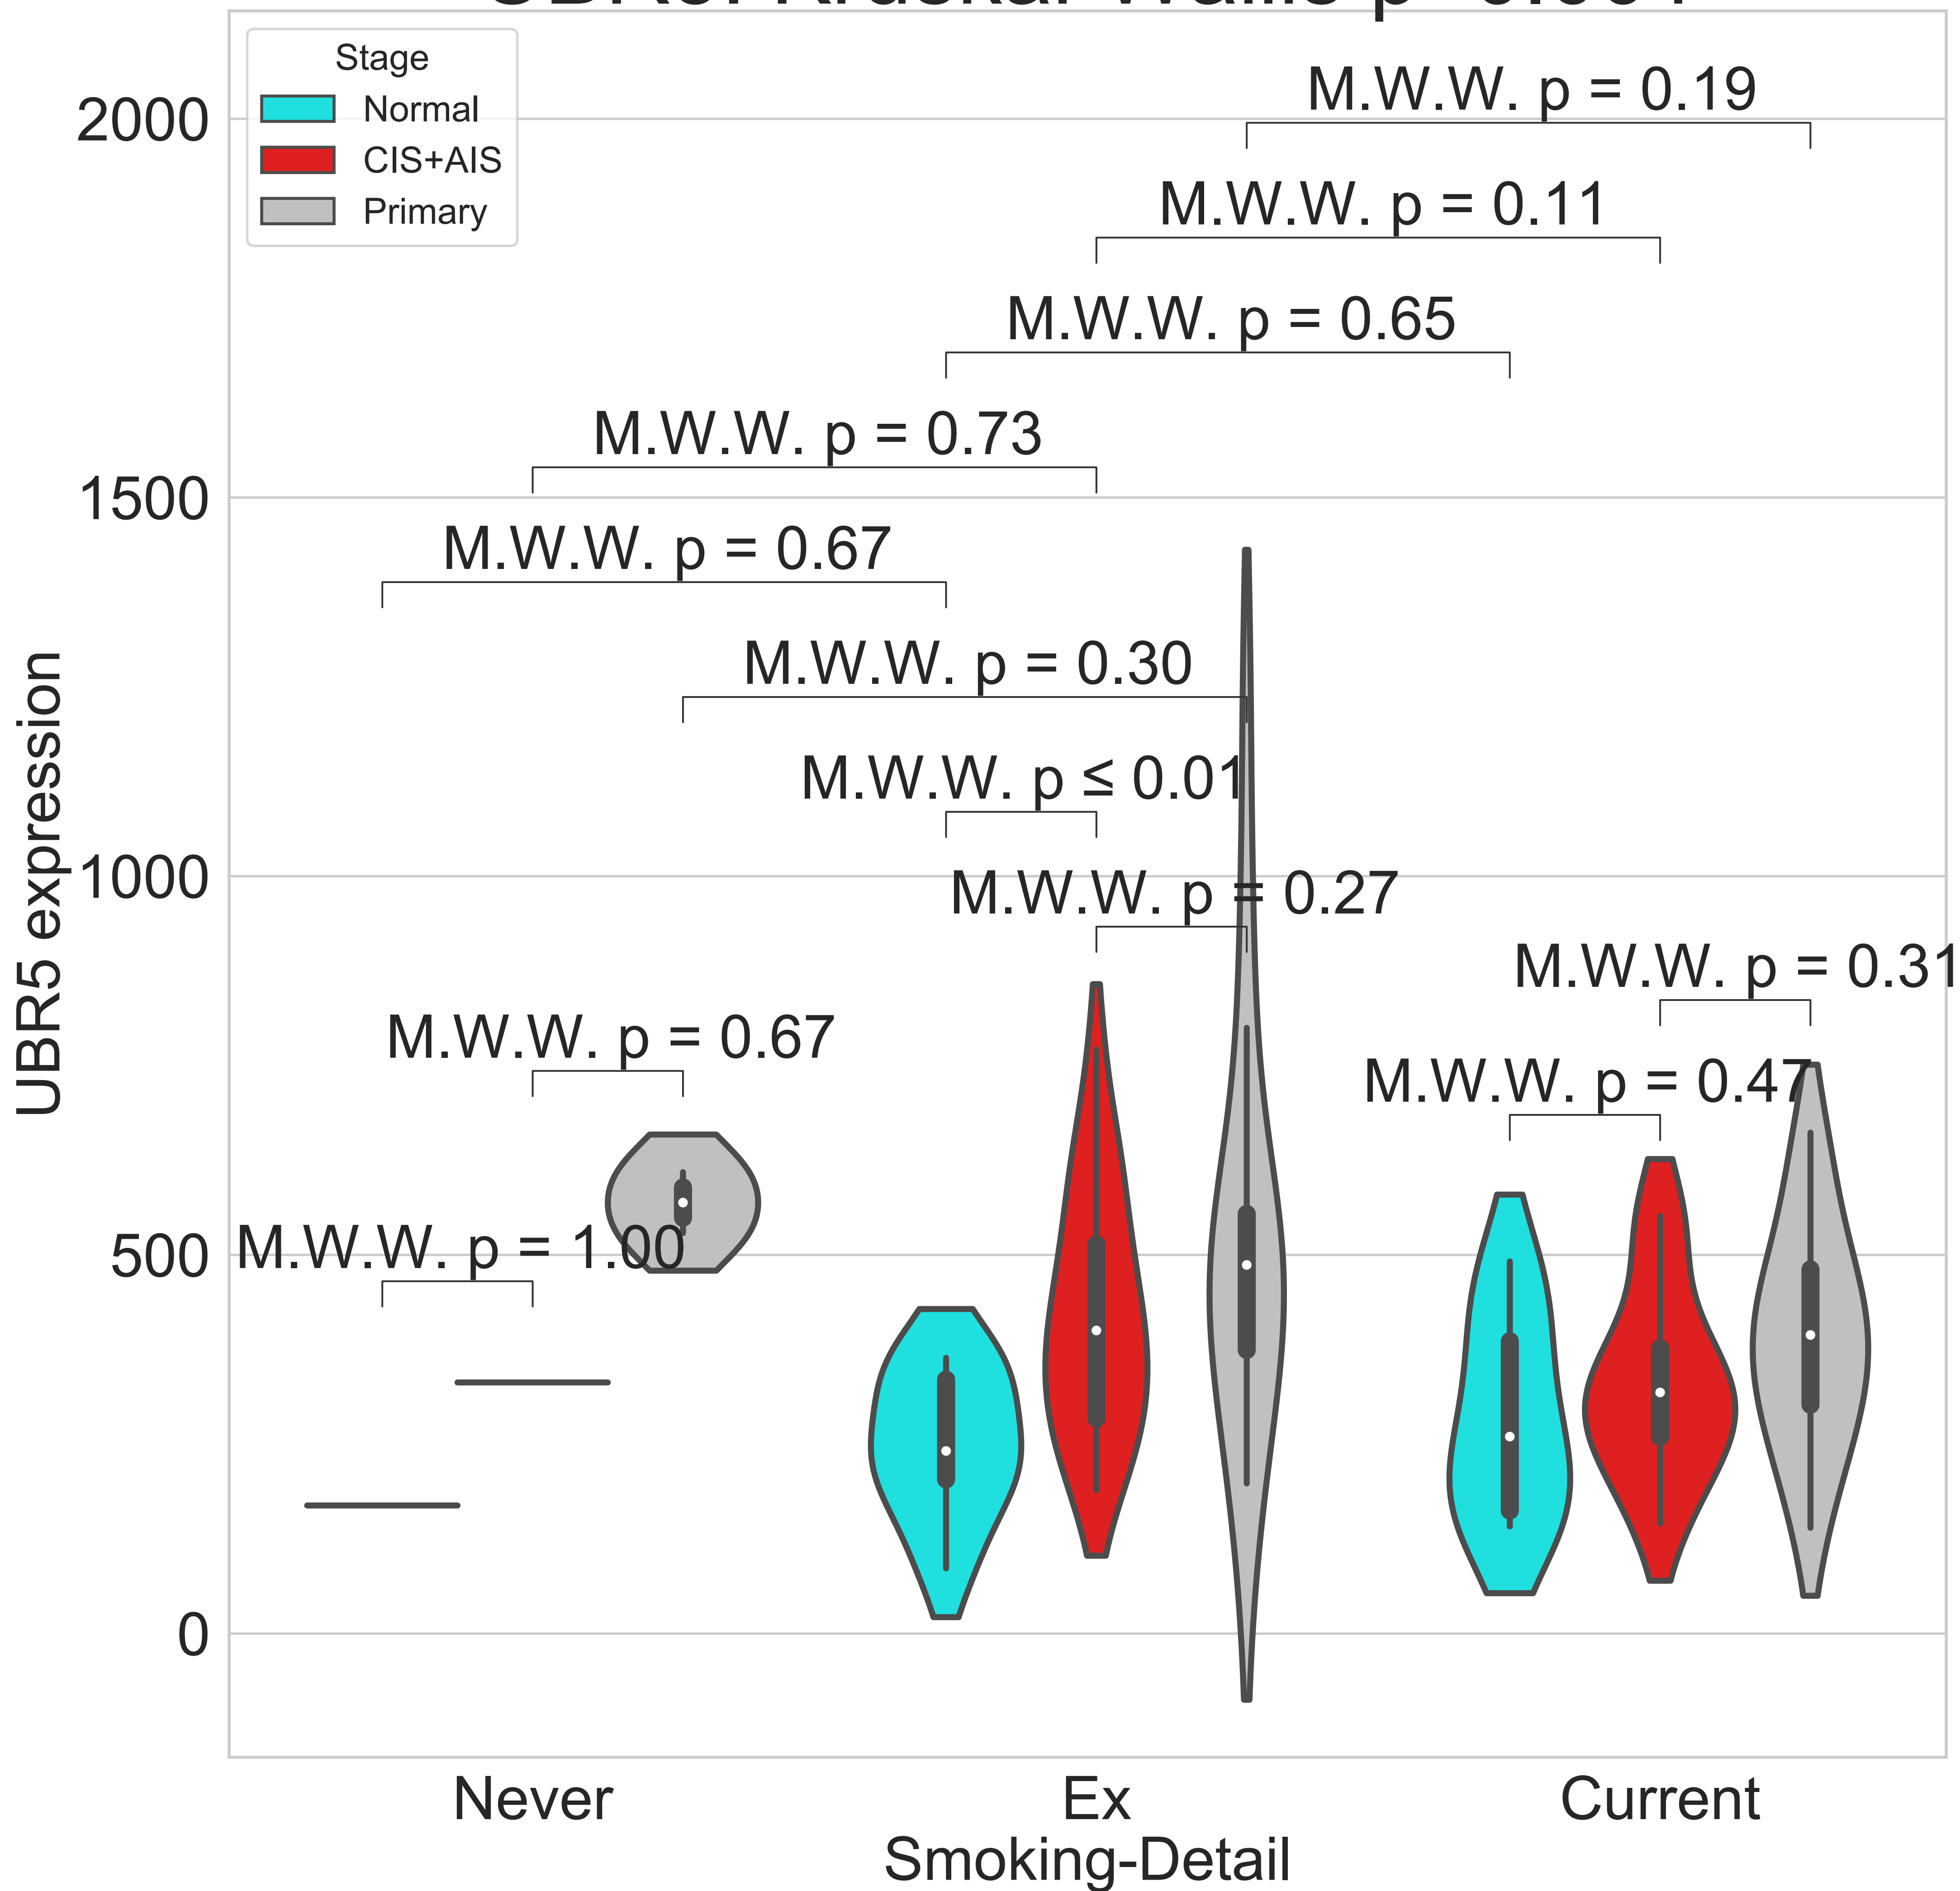 Stage
Normal
CIS+AIS
Primary
2000
1500
1000
500
0
UBR5 expression
M.W.W. p = 0.19
M.W.W. p = 0.11
M.W.W. p = 0.65
M.W.W. p = 0.73
M.W.W. p = 0.67
M.W.W. p = 0.30
M.W.W. p ≤ 0.01
M.W.W. p = 0.27
M.W.W. p = 0.31
M.W.W. p = 0.67
M.W.W. p = 0.47
M.W.W. p = 1.00
Never
Ex
Current
Smoking-Detail